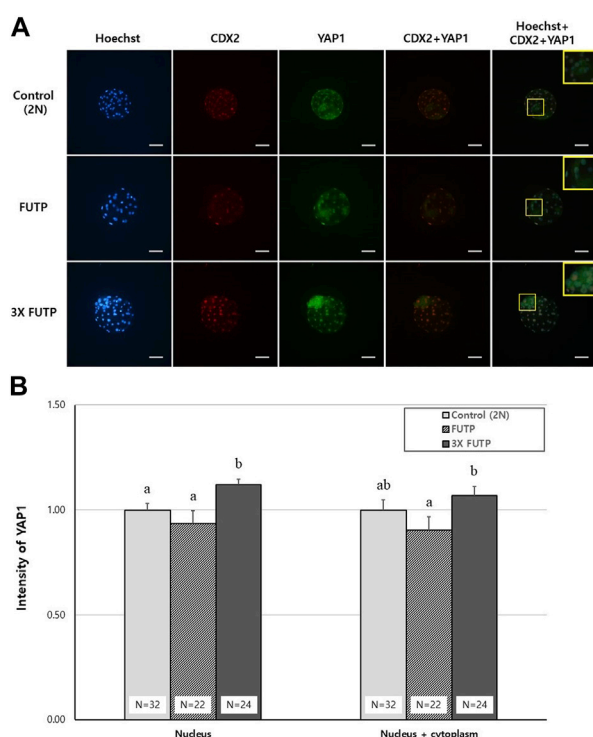 A
Hoechst CDX2 YAP1 CDX2+YAP1 Hoechst+
CDX2+YAP1
Control
(2N)
FUTP
3X FUTP
B
1.50
Control (2N)
FUTP
3X FUTP
a a b ab a b
1.00
Intensity of YAP1
0.50
N=32 N=22 N=24 N=32 N=22 N=24
0.00
Nucleus Nucleus + cytoplasm